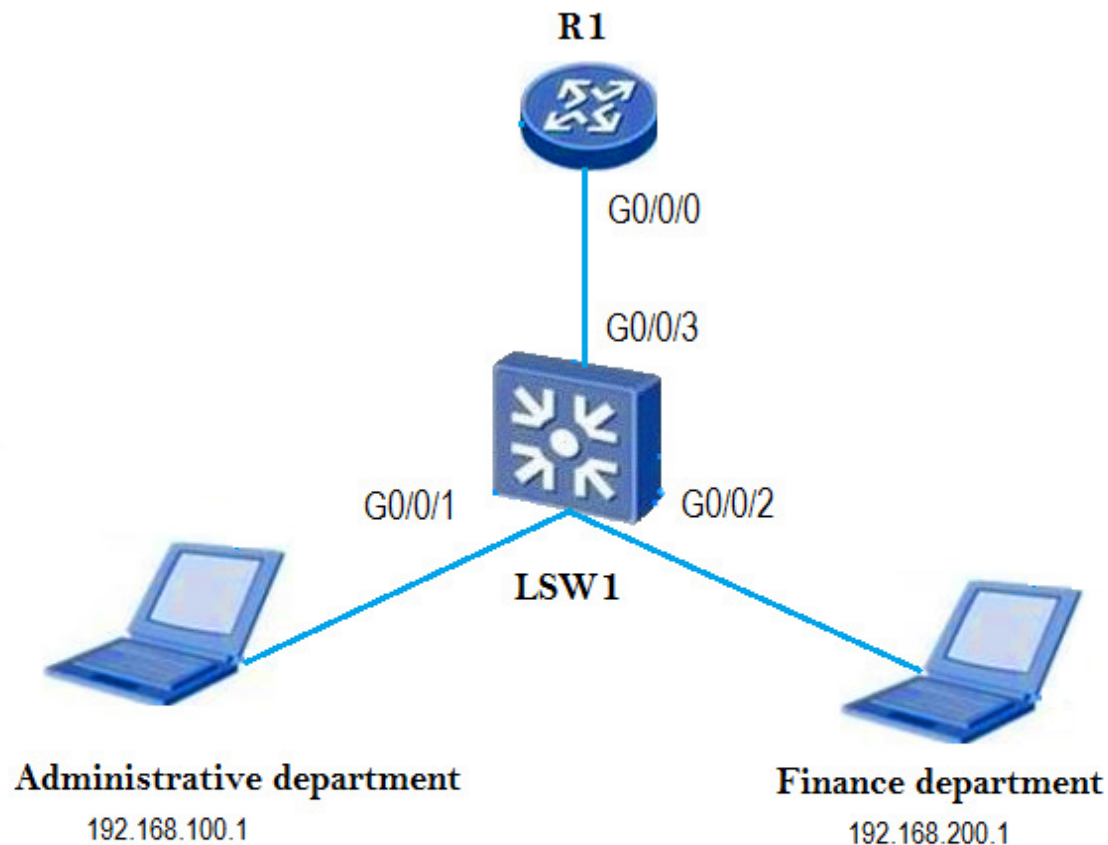 R1
G0/0/0
G0/0/3
G0/0/1
G0/0/2
LSW1
Administrative department
192.168.100.1
Finance department
192.168.200.1